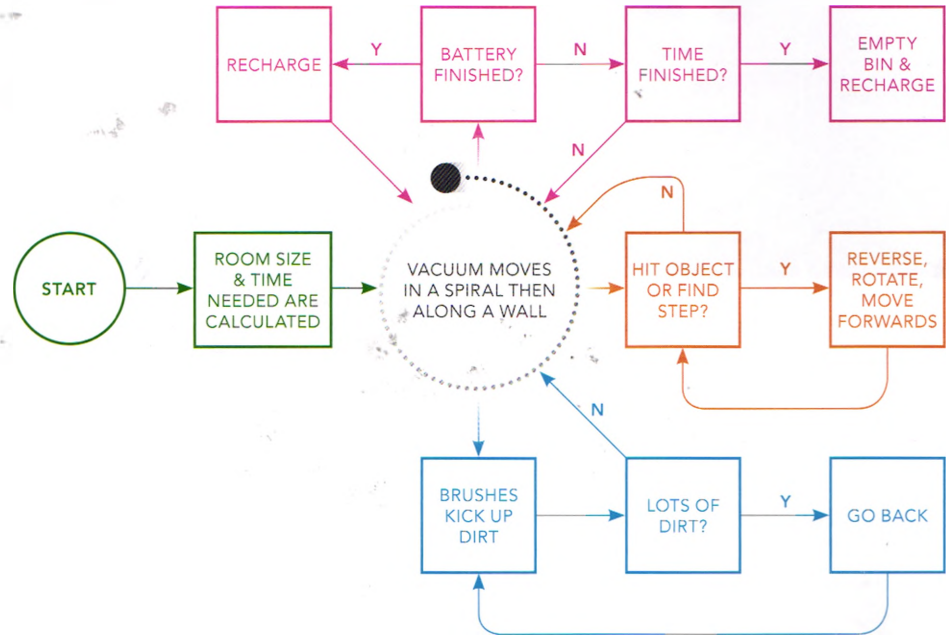 RECHARGE
Y
BATTERY
FINISHED?
N
TIME
FINISHED?
Y
EMPTY
BIN &
RECHARGE
N
START
ROOM SIZE
& TIME
NEEDED ARE
CALCULATED
VACUUM MOVES
IN A SPIRAL THEN
ALONG A WALL
N
HIT OBJECT
OR FIND
STEP?
Y
REVERSE,
ROTATE,
MOVE
FORWARDS
N
BRUSHES
KICK UP
DIRT
LOTS OF
DIRT?
Y
GO BACK